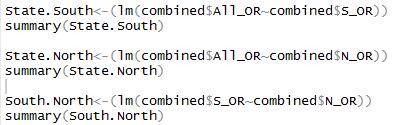 State.South<-(lm(combined$All_OR~combined$S_OR))
summary(State.South)
State.North<-(lm(combined$All_OR~combined$N_OR))
summary(State.North)
South.North<-(lm(combined$S_OR~combined$N_OR))
summary(South.North)